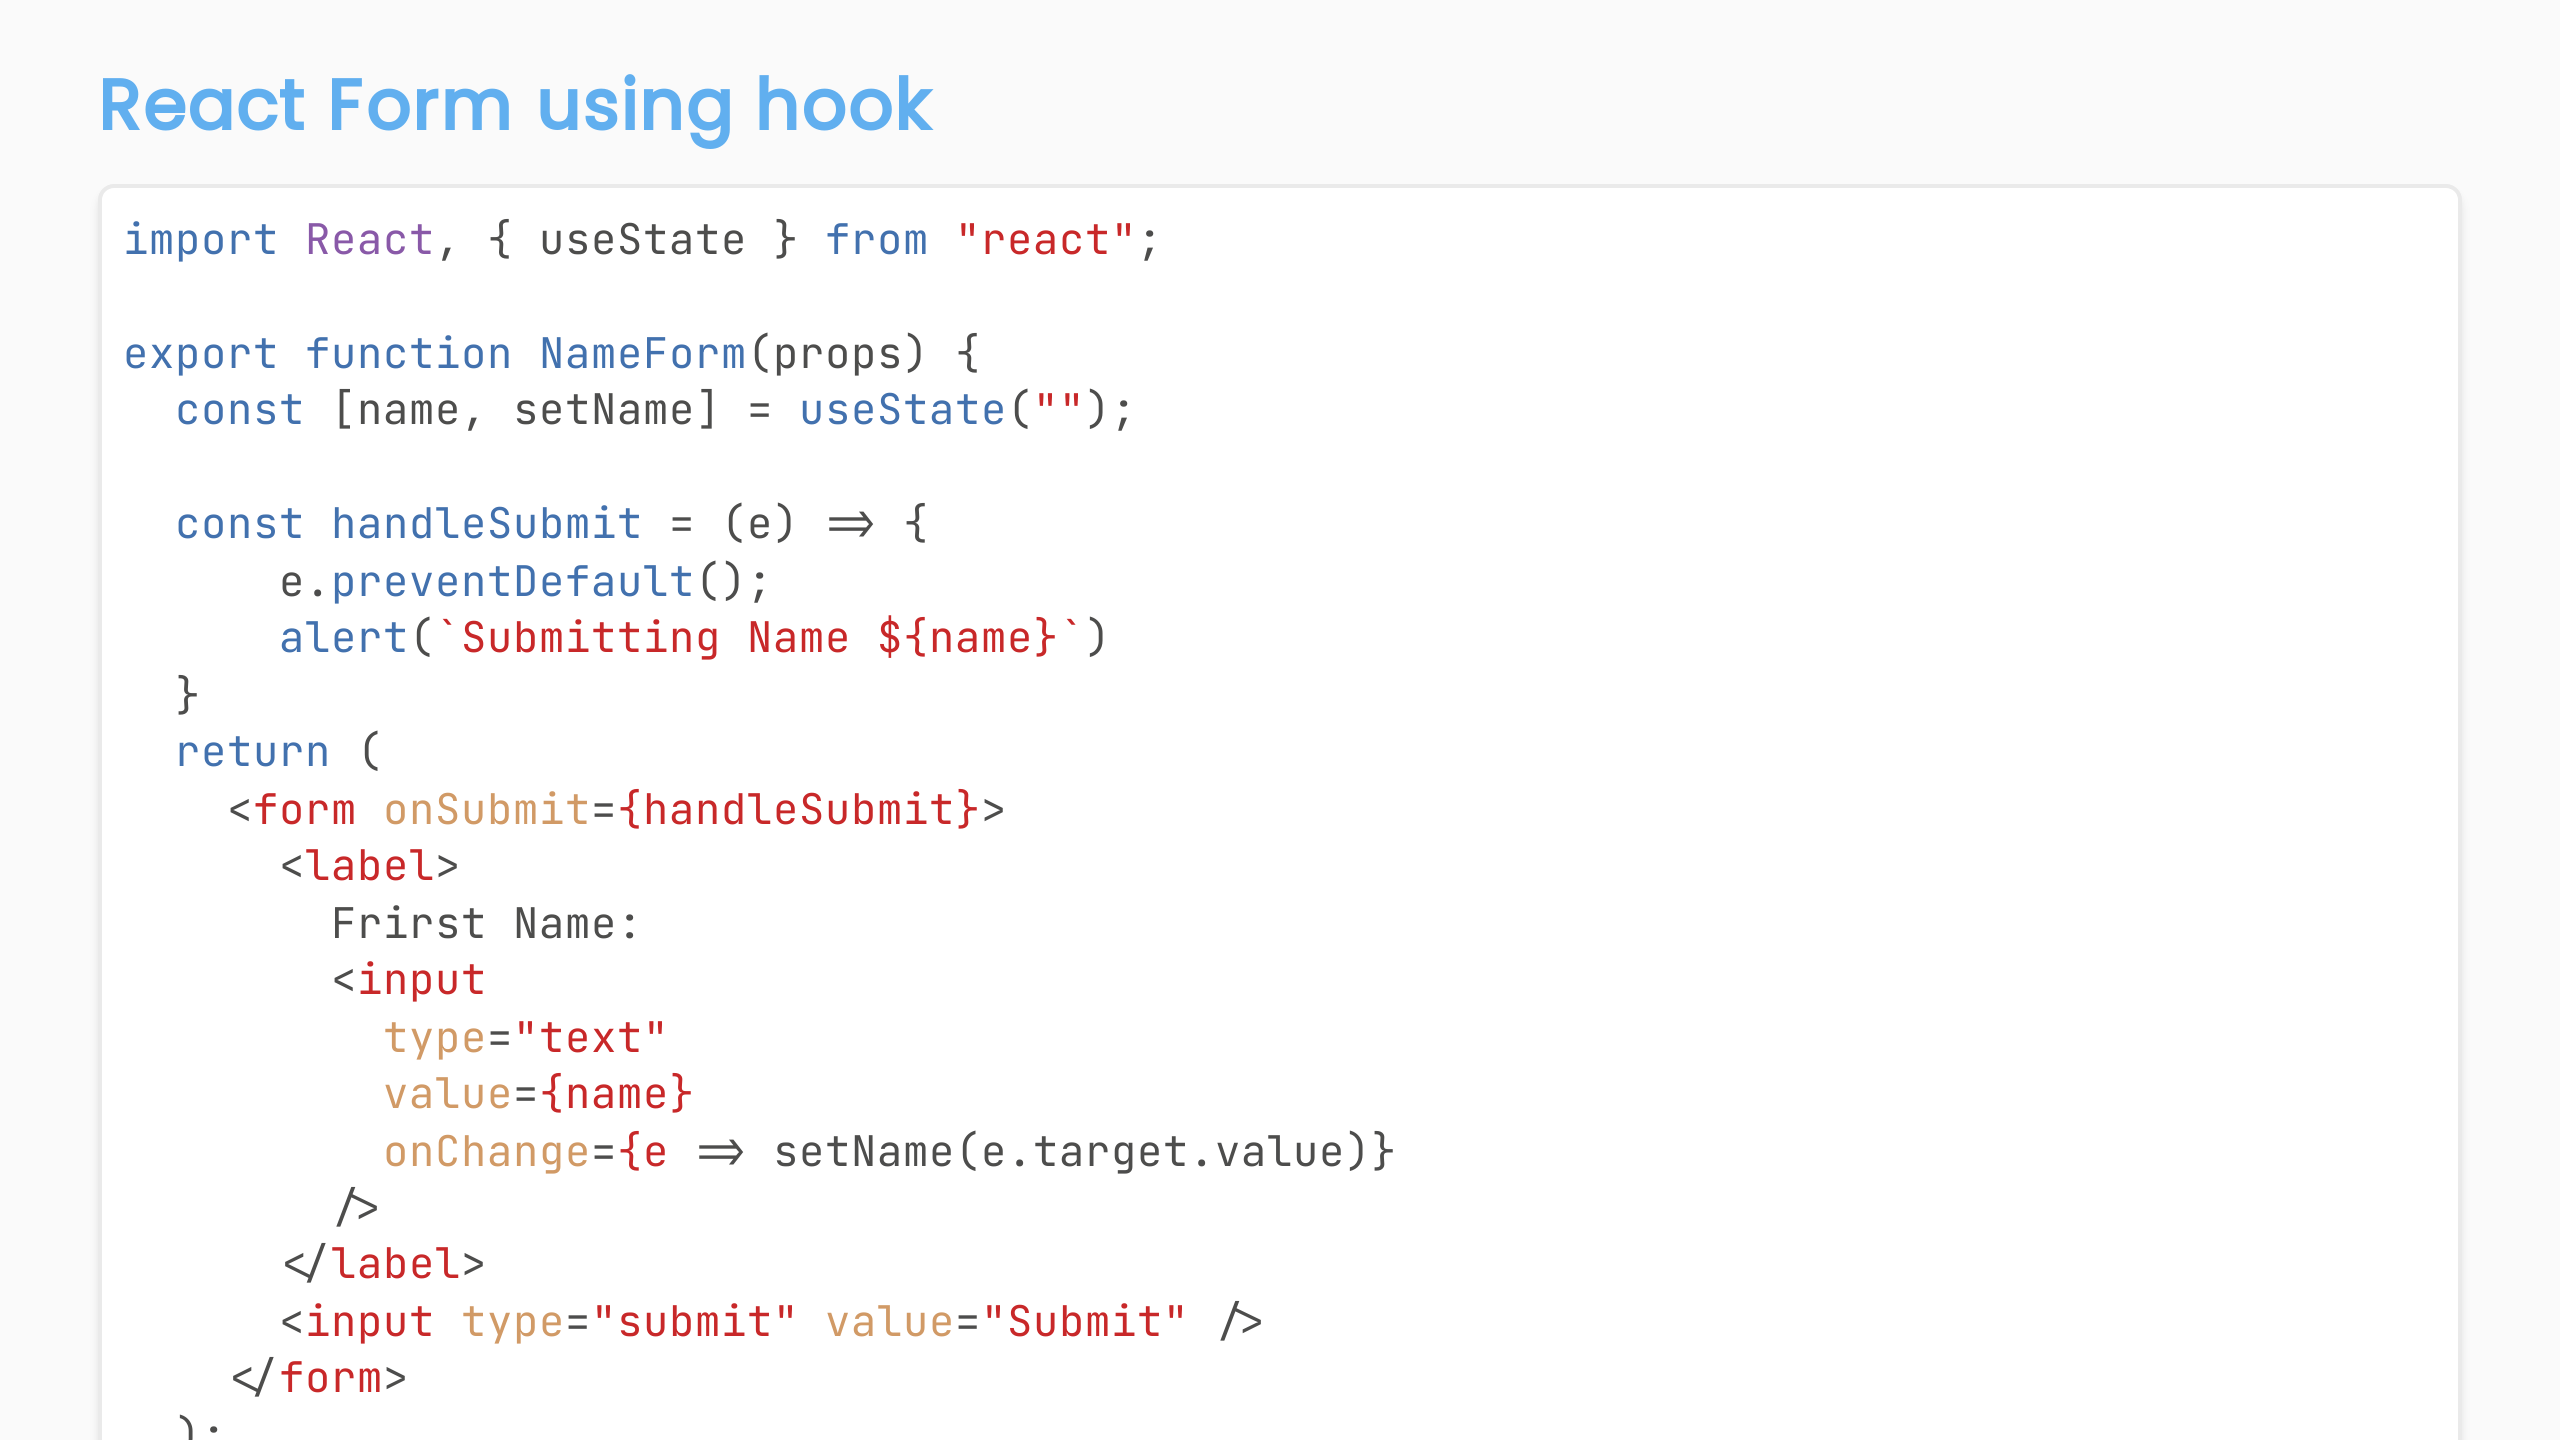 React Form using hook
import React, { useState } from "react";
export function NameForm(props) {
  const [name, setName] = useState("");
  const handleSubmit = (e) => {
      e.preventDefault();
      alert(`Submitting Name ${name}`)
  }
  return (
    <form onSubmit={handleSubmit}>
      <label>
        Frirst Name:
        <input
          type="text"
          value={name}
          onChange={e => setName(e.target.value)}
        />
      </label>
      <input type="submit" value="Submit" />
    </form>
  );